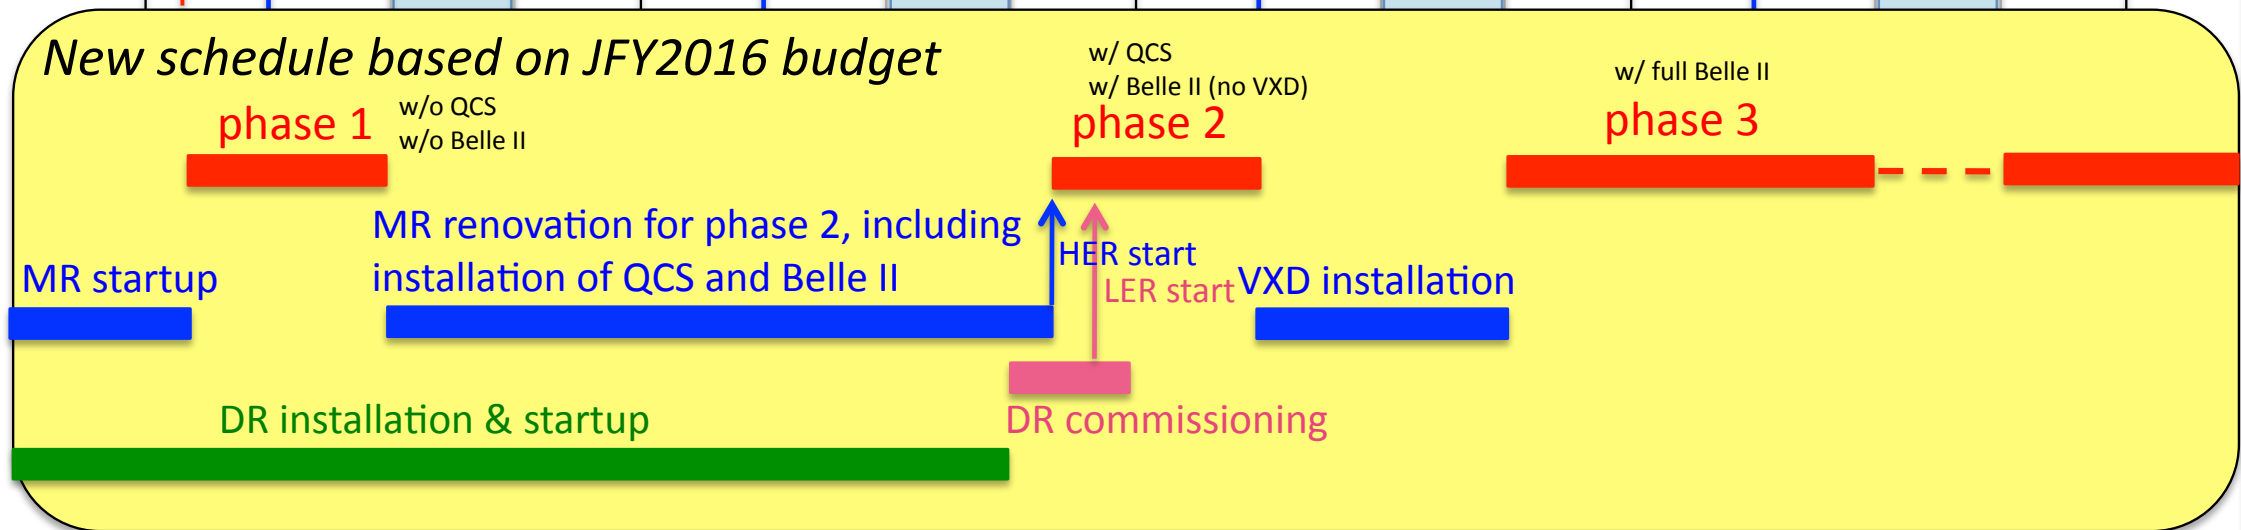 New schedule based on JFY2016 budget
w/ QCS
w/ Belle II (no VXD)
w/ full Belle II
phase 1
w/o QCS
w/o Belle II
phase 2
phase 3
MR renovation for phase 2, including
installation of QCS and Belle II
HER start
MR startup
LER start
VXD installation
DR installation & startup
DR commissioning